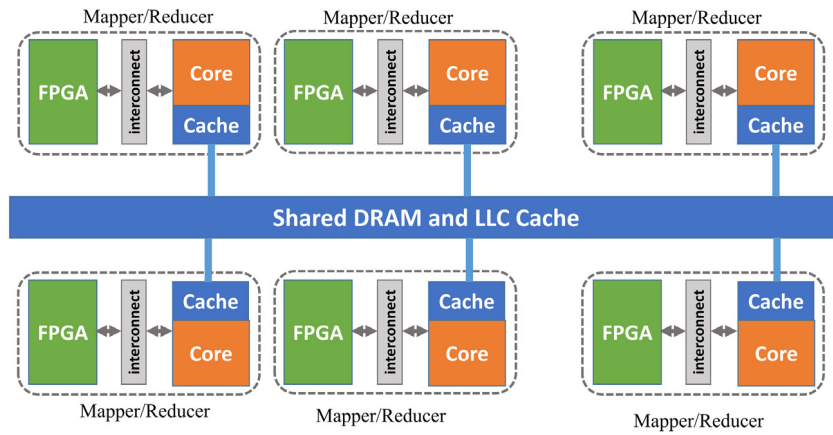 Mapper/Reducer
Mapper/Reducer
Mapper/Reducer
FPGA
interconnect
Core
Cache
FPGA
interconnect
Core
Cache
FPGA
interconnect
Core
Cache
Shared DRAM and LLC Cache
FPGA
interconnect
Cache
Core
FPGA
interconnect
Cache
Core
FPGA
interconnect
Cache
Core
Mapper/Reducer
Mapper/Reducer
Mapper/Reducer